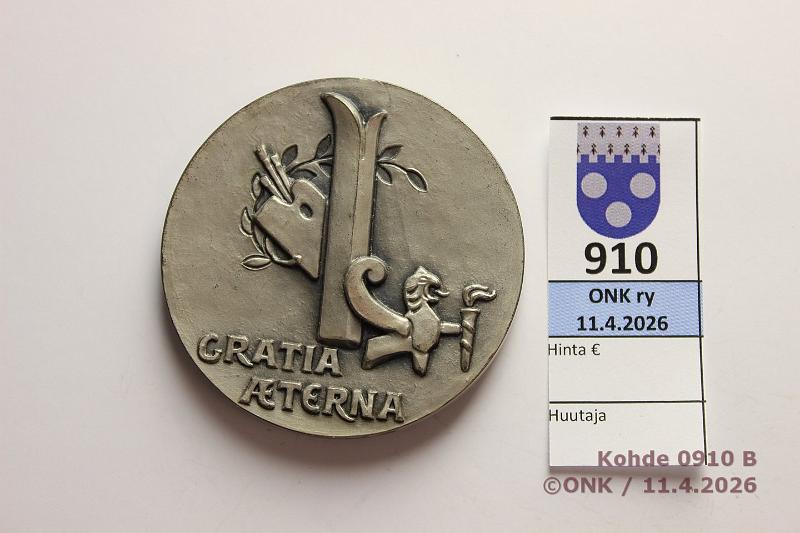 GRATIA
ÆTERNA
910
ONK ry
11.4.2026
Hinta €
Huutaja
Kohde 0910 B
©ONK / 11.4.2026